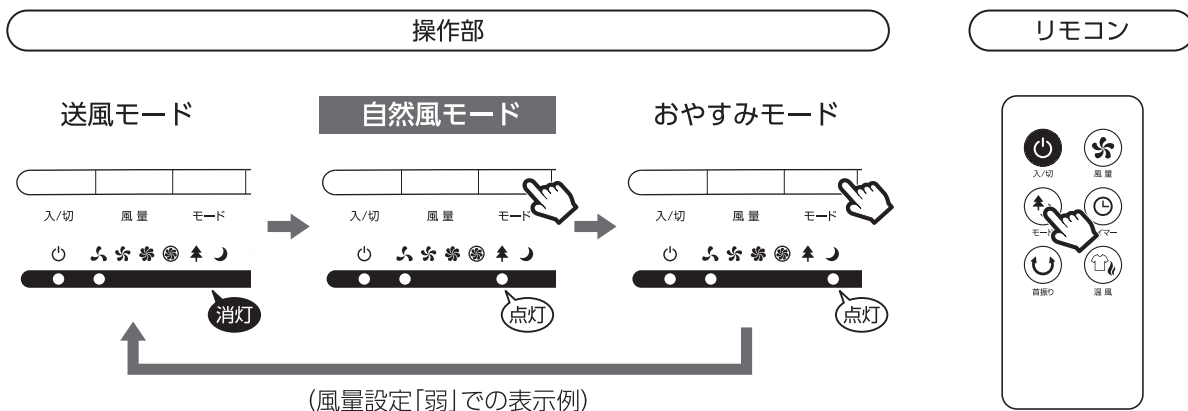 操作部
リモコン
送風モード
自然風モード
おやすみモード
入/切 風量 モード
入/切 風量 モード
入/切 風量 モード
消灯
点灯
点灯
(風量設定「弱」での表示例)
入/切 風量
モード イマー
首振り 温風